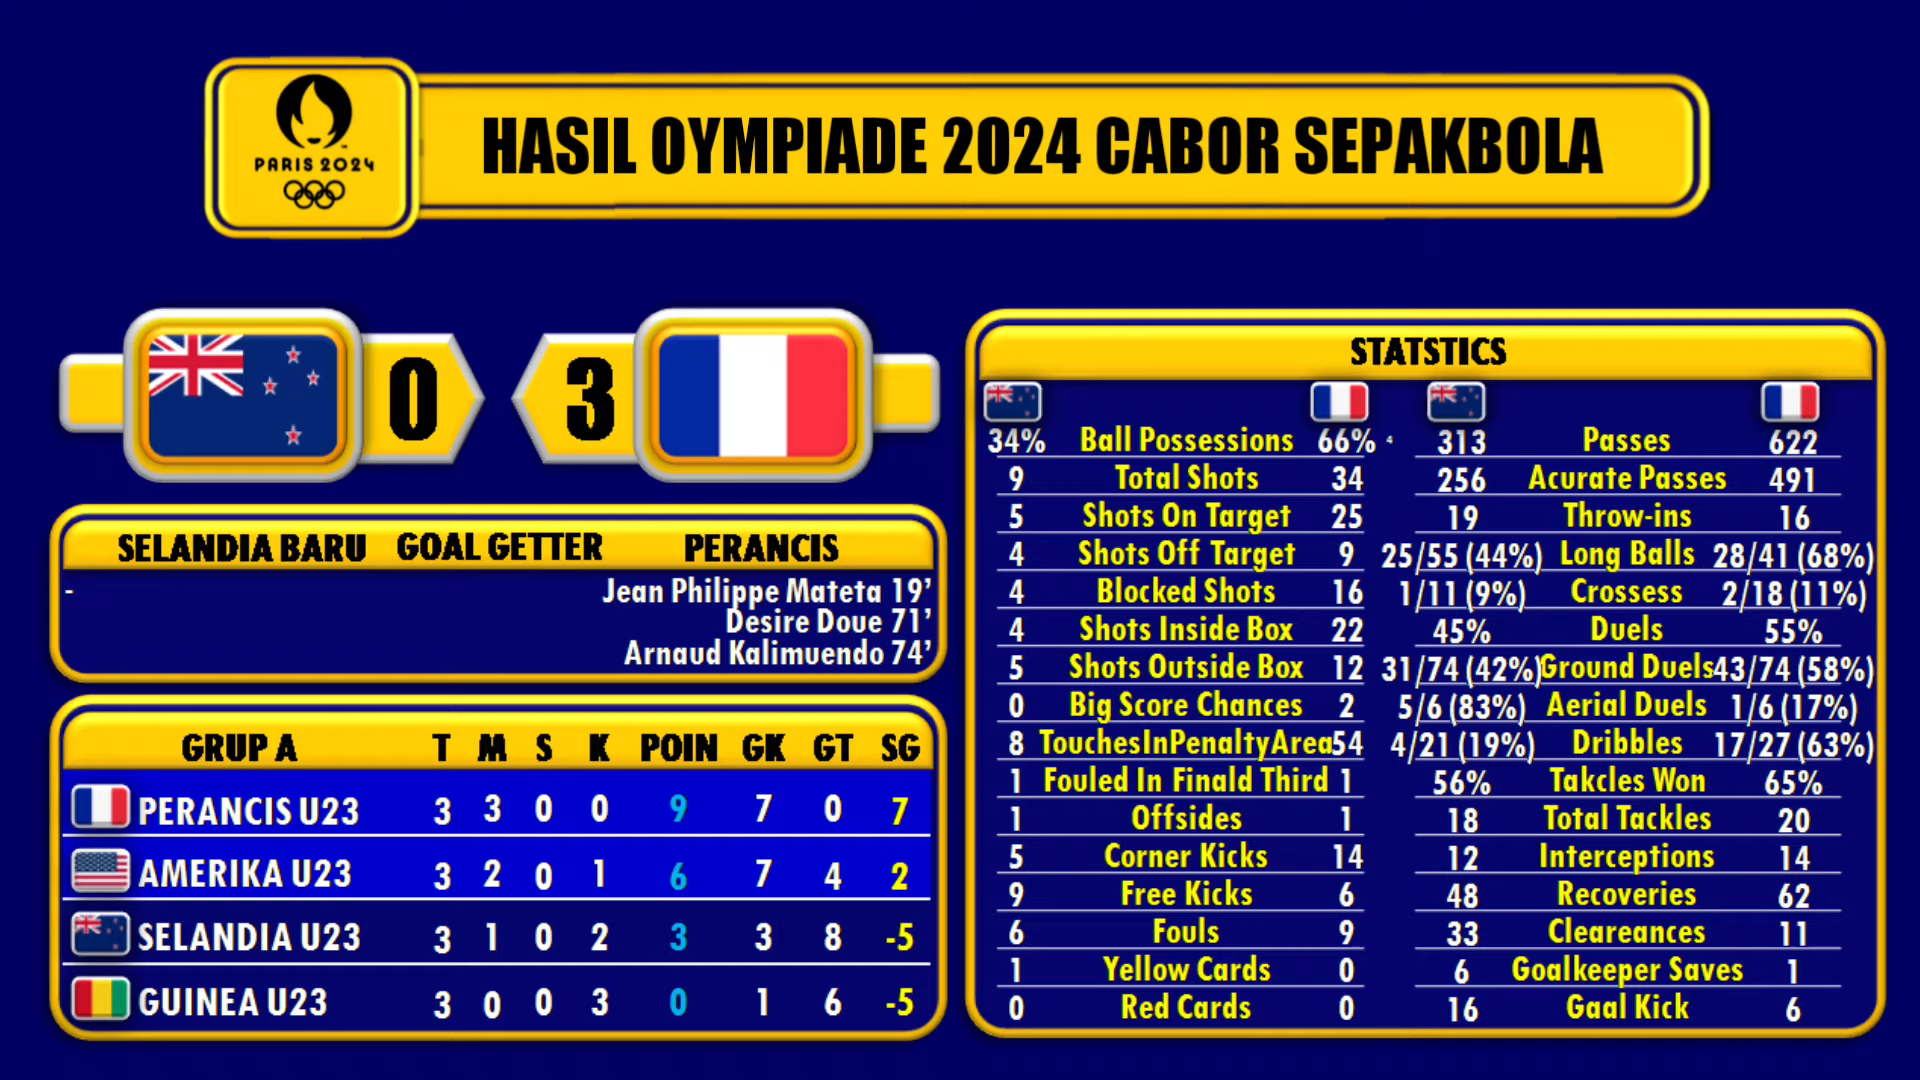 PARIS 2024
HASIL OYMPIADE 2024 CABOR SEPAKBOLA
0 3
SELANDIA BARU GOAL GETTER PERANCIS
- Jean Philippe Mateta 19’
Desire Doue 71’
Arnaud Kalimuendo 74’
GRUP A T M S K POIN GK GT SG
PERANCIS U23 3 3 0 0 9 7 0 7
AMERIKA U23 3 2 0 1 6 7 4 2
SELANDIA U23 3 1 0 2 3 3 8 -5
GUINEA U23 3 0 0 3 0 1 6 -5
STATSTICS
34% Ball Possessions 66% 4 313 Passes 622
9 Total Shots 34 256 Acurate Passes 491
5 Shots On Target 25 19 Throw-ins 16
4 Shots Off Target 9 25/55 (44%) Long Balls 28/41 (68%)
4 Blocked Shots 16 1/11 (9%) Crossess 2/18 (11%)
4 Shots Inside Box 22 45% Duels 55%
5 Shots Outside Box 12 31/74 (42%) Ground Duels 43/74 (58%)
0 Big Score Chances 2 5/6 (83%) Aerial Duels 1/6 (17%)
8 TouchesInPenaltyArea 54 4/21 (19%) Dribbles 17/27 (63%)
1 Fouled In Finald Third 1 56% Takcles Won 65%
1 Offsides 1 18 Total Tackles 20
5 Corner Kicks 14 12 Interceptions 14
9 Free Kicks 6 48 Recoveries 62
6 Fouls 9 33 Cleareances 11
1 Yellow Cards 0 6 Goalkeeper Saves 1
0 Red Cards 0 16 Gaal Kick 6